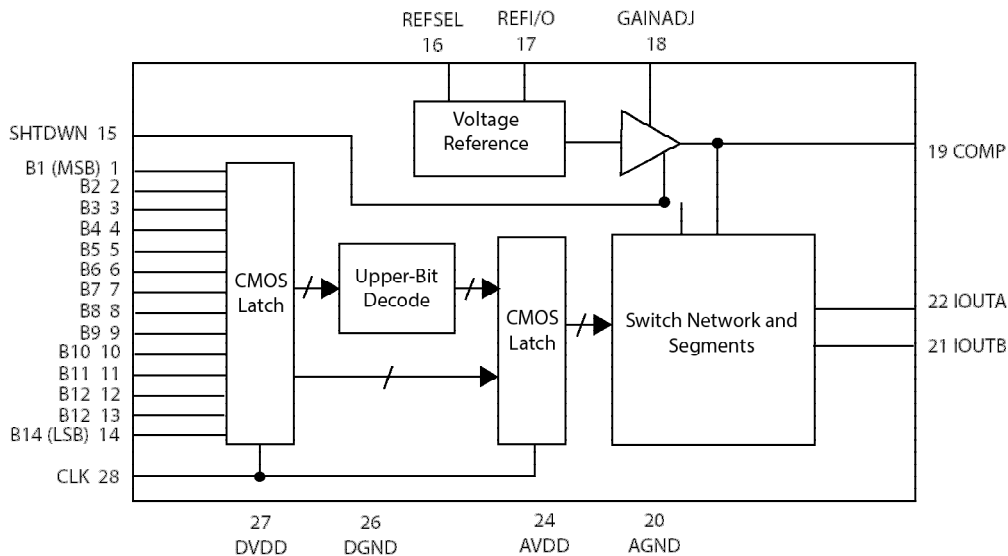 REFSEL REFI/O GAINADJ
16 17 18
Voltage
Reference
SHTDWN 15
19 COMP
B1 (MSB) 1
B2 2
B3 3
B4 4
B5 5
B6 6
B7 7
B8 8
B9 9
B10 10
B11 11
B12 12
B12 13
B14 (LSB) 14
CLK 28
CMOS
Latch
Upper-Bit
Decode
CMOS
Latch
Switch Network and
Segments
22 IOUTA
21 IOUTB
27 26 24 20
DVDD DGND AVDD AGND